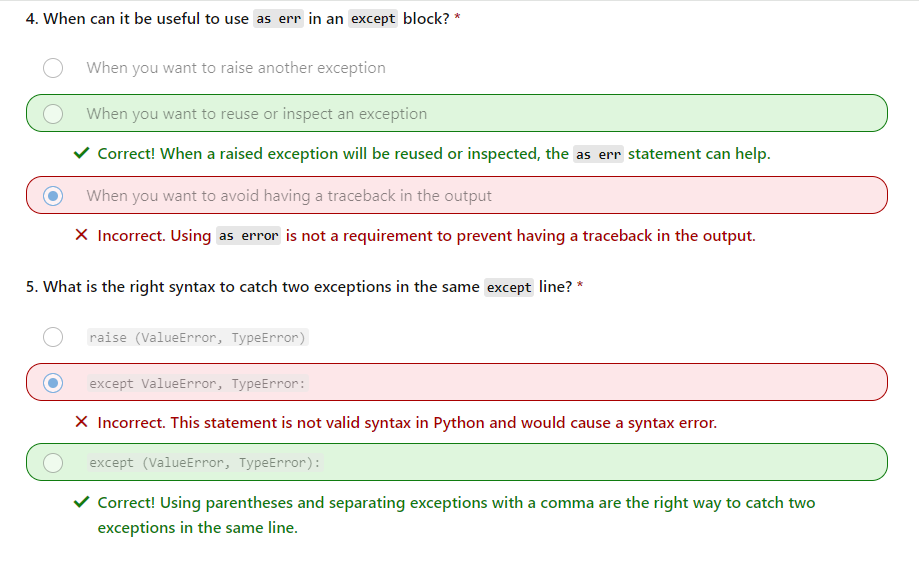 4. When can it be useful to use as err in an except block? *
When you want to raise another exception
When you want to reuse or inspect an exception
✔ Correct! When a raised exception will be reused or inspected, the as err statement can help.
When you want to avoid having a traceback in the output
✕ Incorrect. Using as error is not a requirement to prevent having a traceback in the output.
5. What is the right syntax to catch two exceptions in the same except line? *
raise (ValueError, TypeError)
except ValueError, TypeError:
✕ Incorrect. This statement is not valid syntax in Python and would cause a syntax error.
except (ValueError, TypeError):
✔ Correct! Using parentheses and separating exceptions with a comma are the right way to catch two
exceptions in the same line.